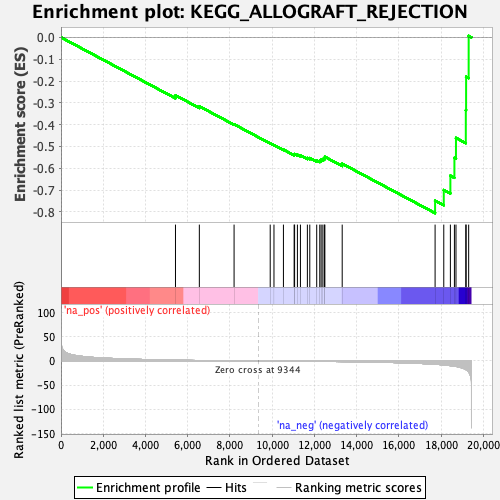 Enrichment plot: KEGG_ALLOGRAFT_REJECTION
Enrichment score (ES)
0.0
-0.1
-0.2
-0.3
-0.4
-0.5
-0.6
-0.7
-0.8
'na_pos' (positively correlated)
Ranked list metric (PreRanked)
100
50
0
-50
-100
-150
Zero cross at 9344
'na_neg' (negatively correlated)
0 2,000 4,000 6,000 8,000 10,000 12,000 14,000 16,000 18,000 20,000
Rank in Ordered Dataset
Enrichment profile Hits Ranking metric scores